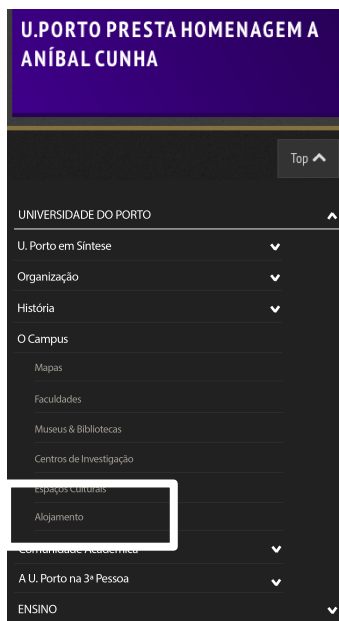 U.PORTO PRESTA HOMENAGEM A
ANÍBAL CUNHA
Top
UNIVERSIDADE DO PORTO
U. Porto em Síntese
Organização
História
O Campus
Mapas
Faculdades
Museus & Bibliotecas
Centros de Investigação
Espaços Culturais
Alojamento
Comunidade Académica
A U. Porto na 3ª Pessoa
ENSINO